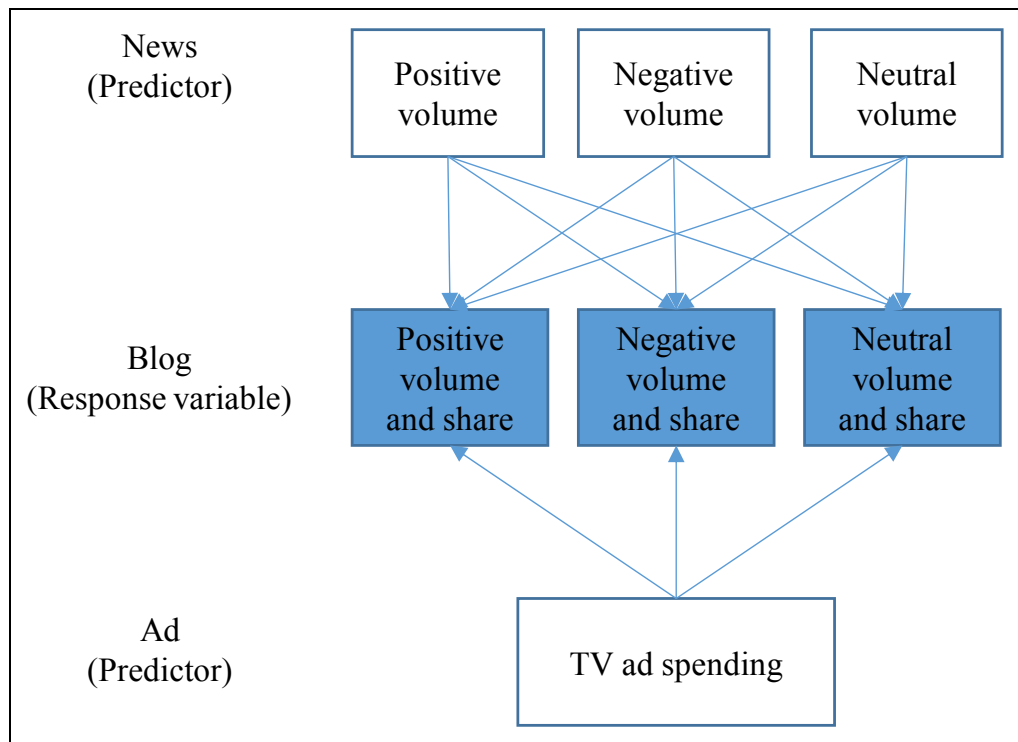 News
(Predictor)
Positive
volume
Negative
volume
Neutral
volume
Blog
(Response variable)
Positive
volume
and share
Negative
volume
and share
Neutral
volume
and share
Ad
(Predictor)
TV ad spending